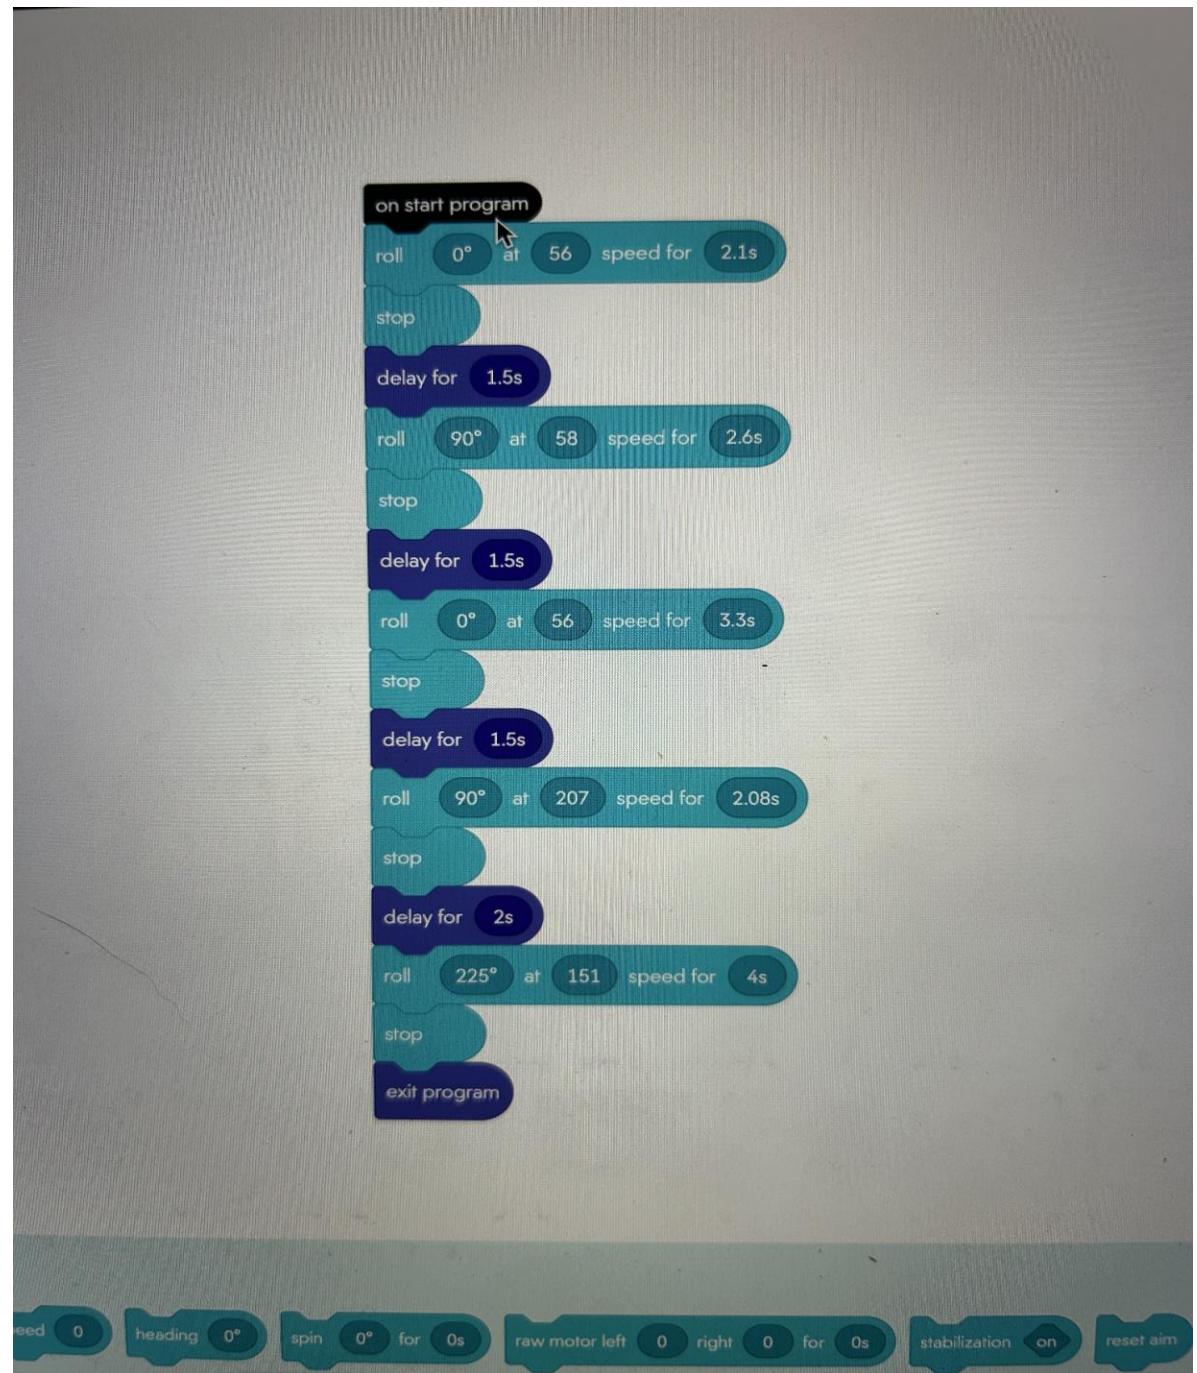 on start program
roll 0° at 56 speed for 2.1s
stop
delay for 1.5s
roll 90° at 58 speed for 2.6s
stop
delay for 1.5s
roll 0° at 56 speed for 3.3s
stop
delay for 1.5s
roll 90° at 207 speed for 2.08s
stop
delay for 2s
roll 225° at 151 speed for 4s
stop
exit program
eed 0 heading 0° spin 0° for 0s raw motor left 0 right 0 for 0s stabilization on reset aim